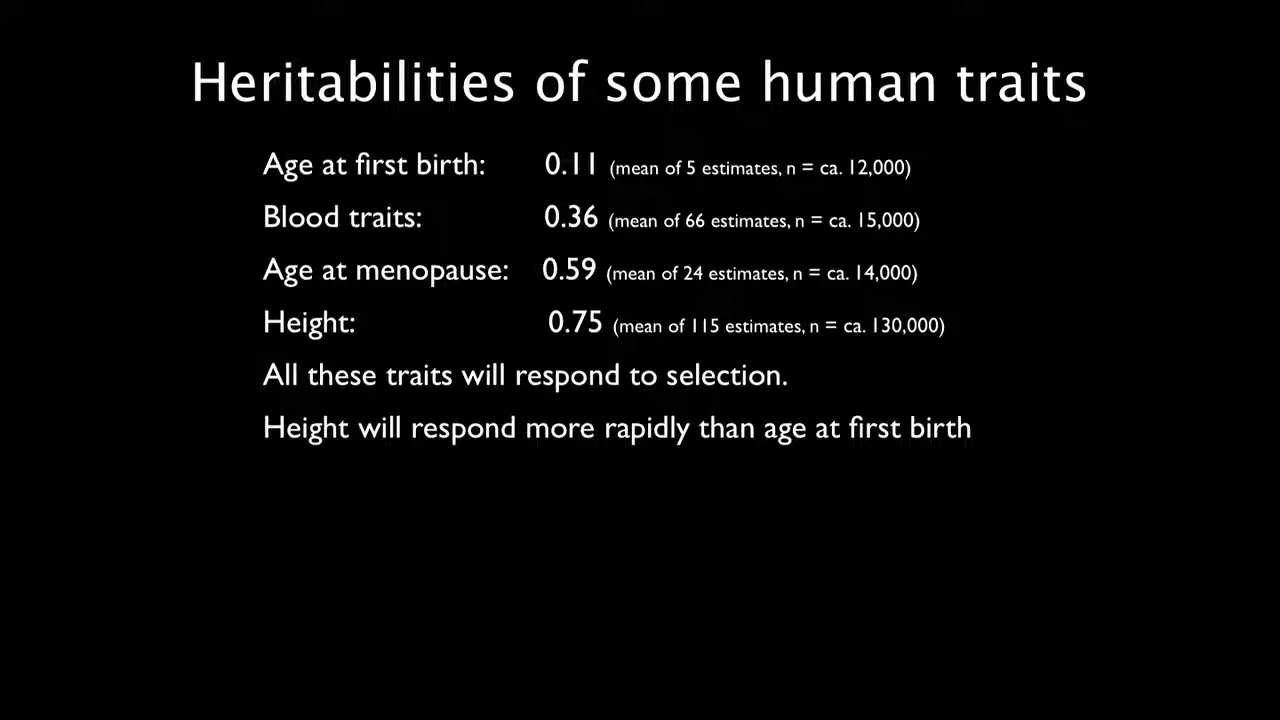 Heritabilities of some human traits
Age at first birth: 0.11 (mean of 5 estimates, n = ca. 12,000)
Blood traits: 0.36 (mean of 66 estimates, n = ca. 15,000)
Age at menopause: 0.59 (mean of 24 estimates, n = ca. 14,000)
Height: 0.75 (mean of 115 estimates, n = ca. 130,000)
All these traits will respond to selection.
Height will respond more rapidly than age at first birth